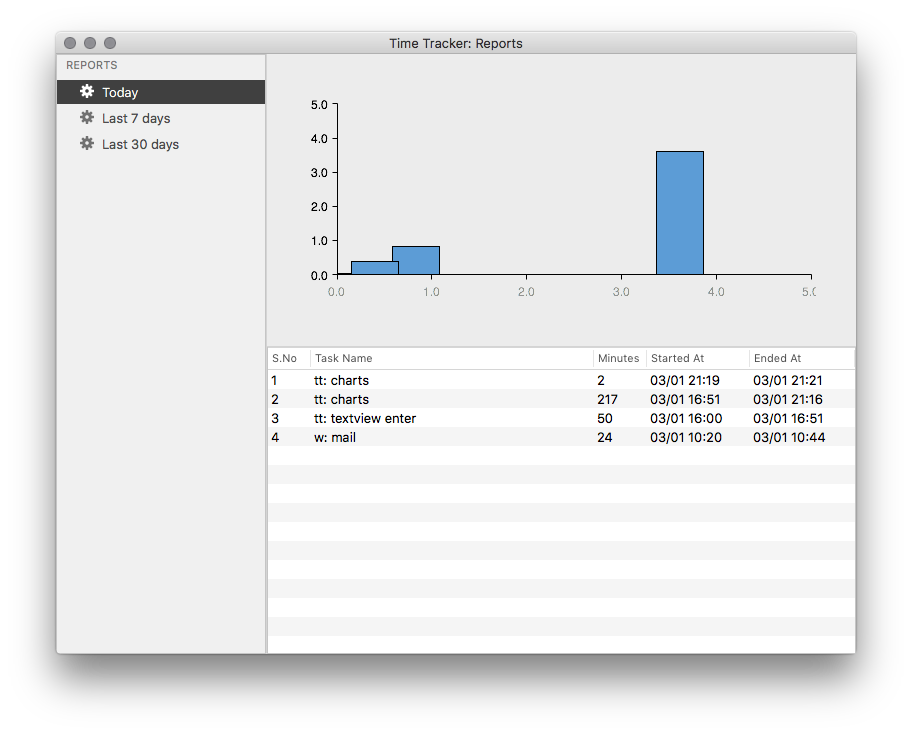 Time Tracker: Reports
REPORTS
Today
Last 7 days
Last 30 days
5.0
4.0
3.0
2.0
1.0
0.0
0.0 1.0 2.0 3.0 4.0 5.0
S.No Task Name Minutes Started At Ended At
1 tt: charts 2 03/01 21:19 03/01 21:21
2 tt: charts 217 03/01 16:51 03/01 21:16
3 tt: textview enter 50 03/01 16:00 03/01 16:51
4 w: mail 24 03/01 10:20 03/01 10:44